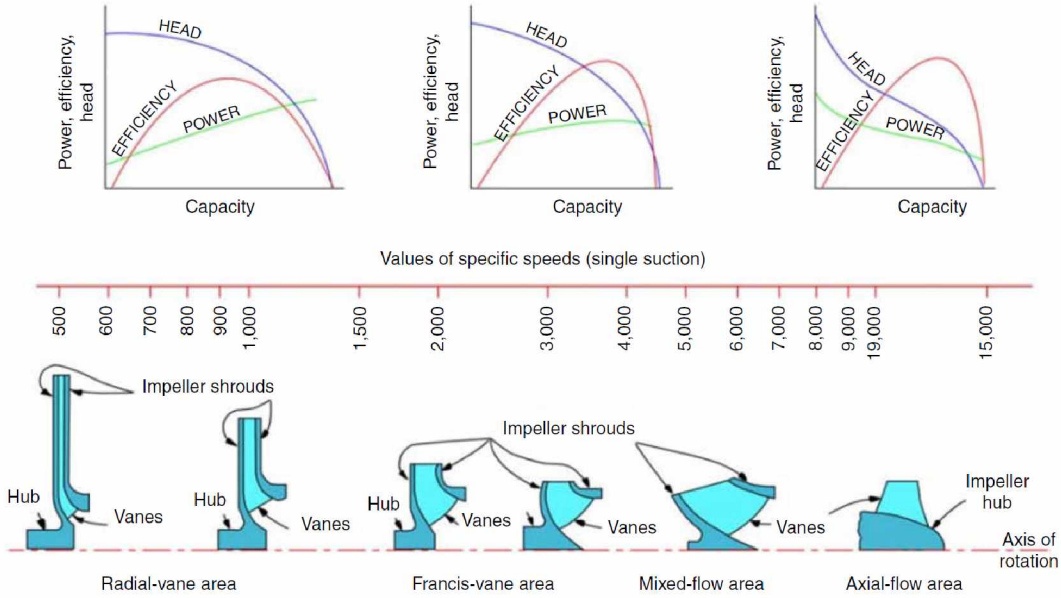 HEAD
EFFICIENCY
POWER
Power, efficiency,
head
Capacity
HEAD
EFFICIENCY
POWER
Power, efficiency,
head
Capacity
HEAD
EFFICIENCY
POWER
Power, efficiency,
head
Capacity
Values of specific speeds (single suction)
500 600 700 800 900 1,000 1,500 2,000 3,000 4,000 5,000 6,000 7,000 8,000 9,000 19,000 15,000
Impeller shrouds
Hub
Vanes
Hub
Vanes
Impeller shrouds
Hub
Vanes
Vanes
Impeller
hub
Axis of
rotation
Radial-vane area
Francis-vane area
Mixed-flow area
Axial-flow area